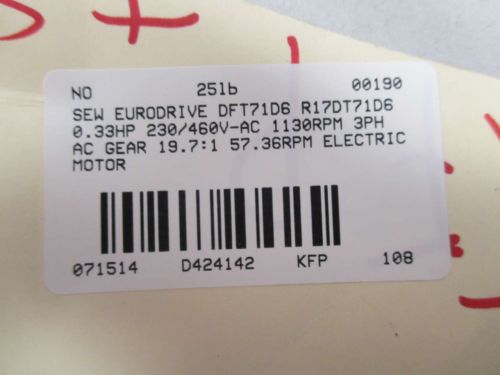 NO 25lb 00190
SEW EURODRIVE DFT71D6 R17DT71D6
0.33HP 230/460V-AC 1130RPM 3PH
AC GEAR 19.7:1 57.36RPM ELECTRIC
MOTOR
071514 D424142 KFP 108